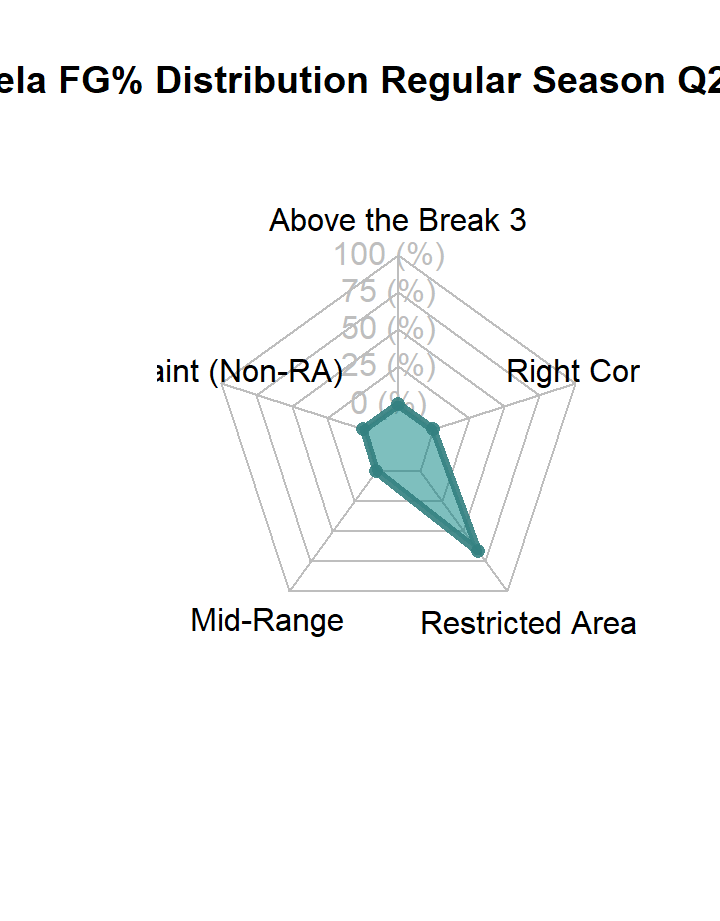 ela FG% Distribution Regular Season Q2
Above the Break 3
100 (%)
75 (%)
50 (%)
25 (%)
0 (%)
aint (Non-RA)
Right Cor
Mid-Range
Restricted Area